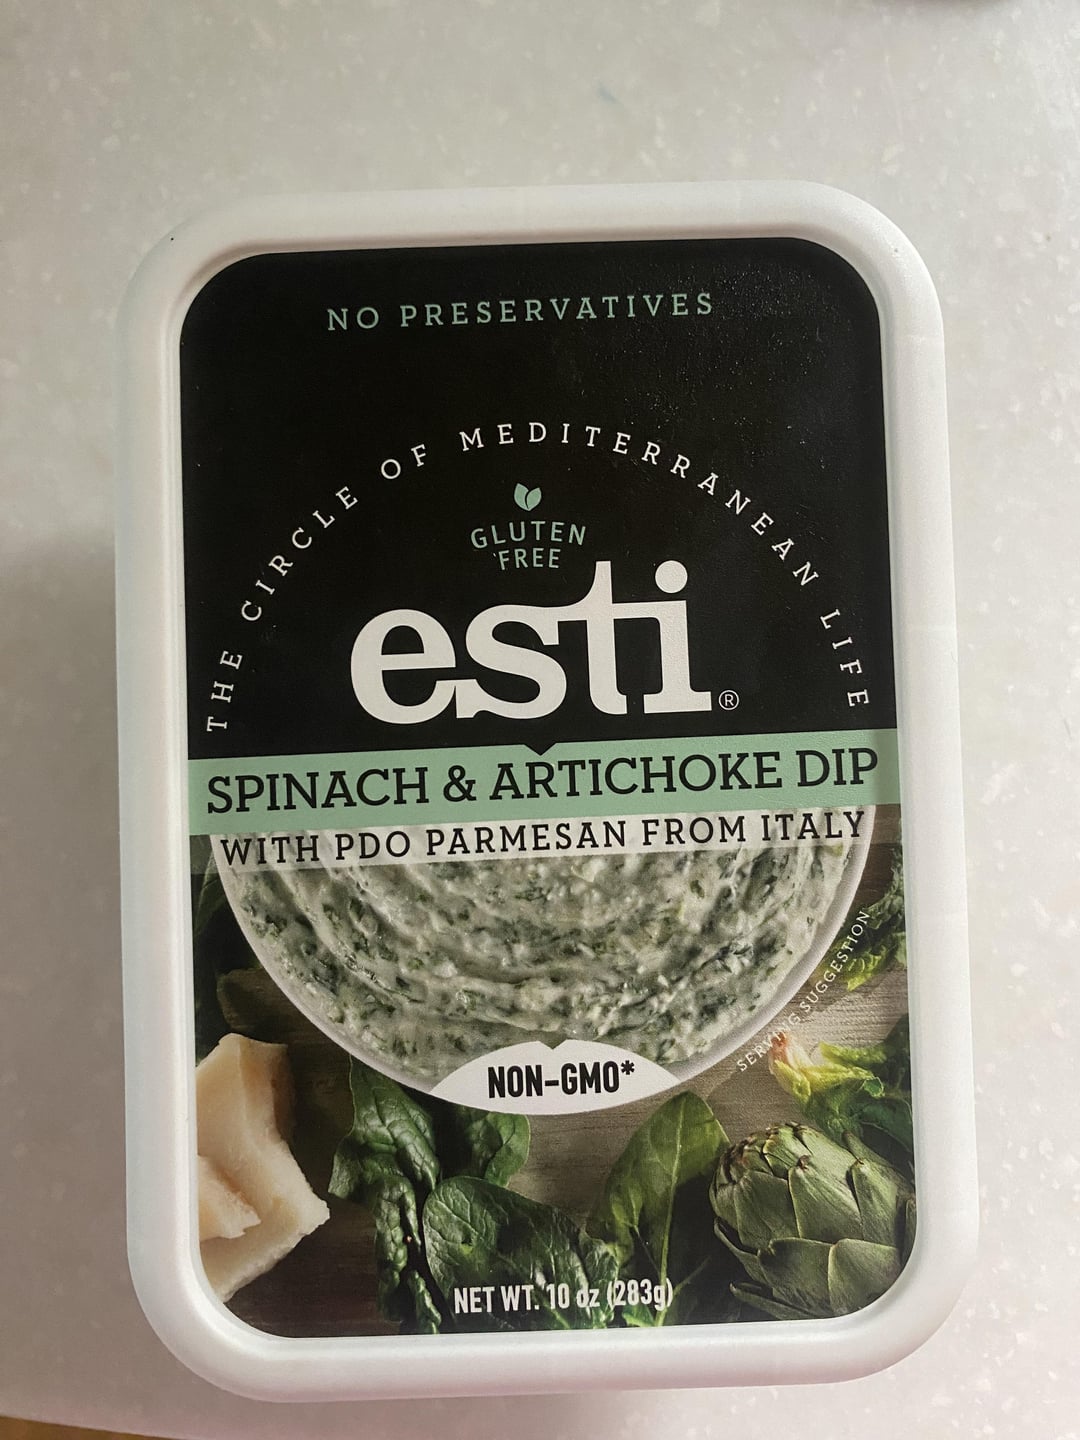 NO PRESERVATIVES
THE CIRCLE OF MEDITERRANEAN LIFE
GLUTEN
FREE
esti®
SPINACH & ARTICHOKE DIP
WITH PDO PARMESAN FROM ITALY
SERVING SUGGESTION
NON-GMO*
NET WT. 10 oz (283g)